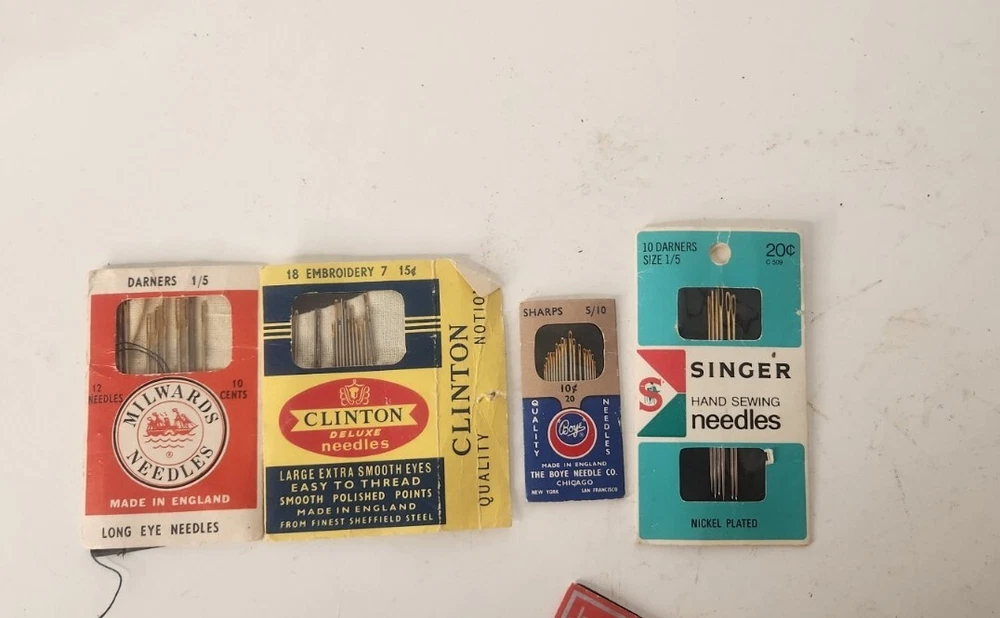 DARNERS 1/5
12 NEEDLES
10 CENTS
MILWARDS
NEEDLES
MADE IN ENGLAND
LONG EYE NEEDLES
18 EMBROIDERY 7 15¢
CLINTON
DELUXE
needles
LARGE EXTRA SMOOTH EYES
EASY TO THREAD
SMOOTH POLISHED POINTS
MADE IN ENGLAND
FROM FINEST SHEFFIELD STEEL
CLINTON
QUALITY NOTIO
SHARPS 5/10
10¢
20
QUALITY
Boye
NEEDLES
MADE IN ENGLAND
THE BOYE NEEDLE CO.
CHICAGO
NEW YORK SAN FRANCISCO
10 DARNERS 20¢
SIZE 1/5
S
SINGER
HAND SEWING
needles
NICKEL PLATED